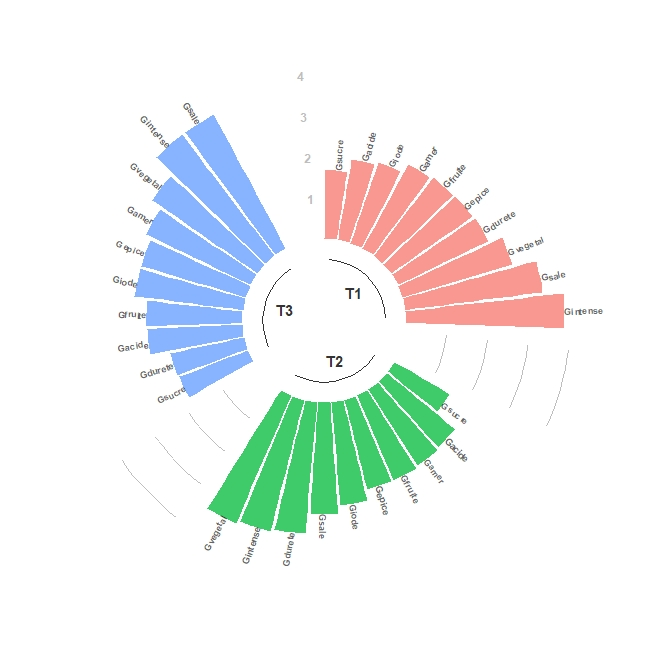 4
3
2
1
Gsucre
Gacide
Giode
Gamer
Gfruite
Gepice
Gdurete
Gvegetal
Gsale
Gintense
T1
T2
T3
Gsucre
Gacide
Gamer
Gfruite
Gepice
Giode
Gsale
Gdurete
Gintense
Gvegetal
Gsucre
Gdurete
Gacide
Gfruite
Giode
Gepice
Gamer
Gvegetal
Gintense
Gsale